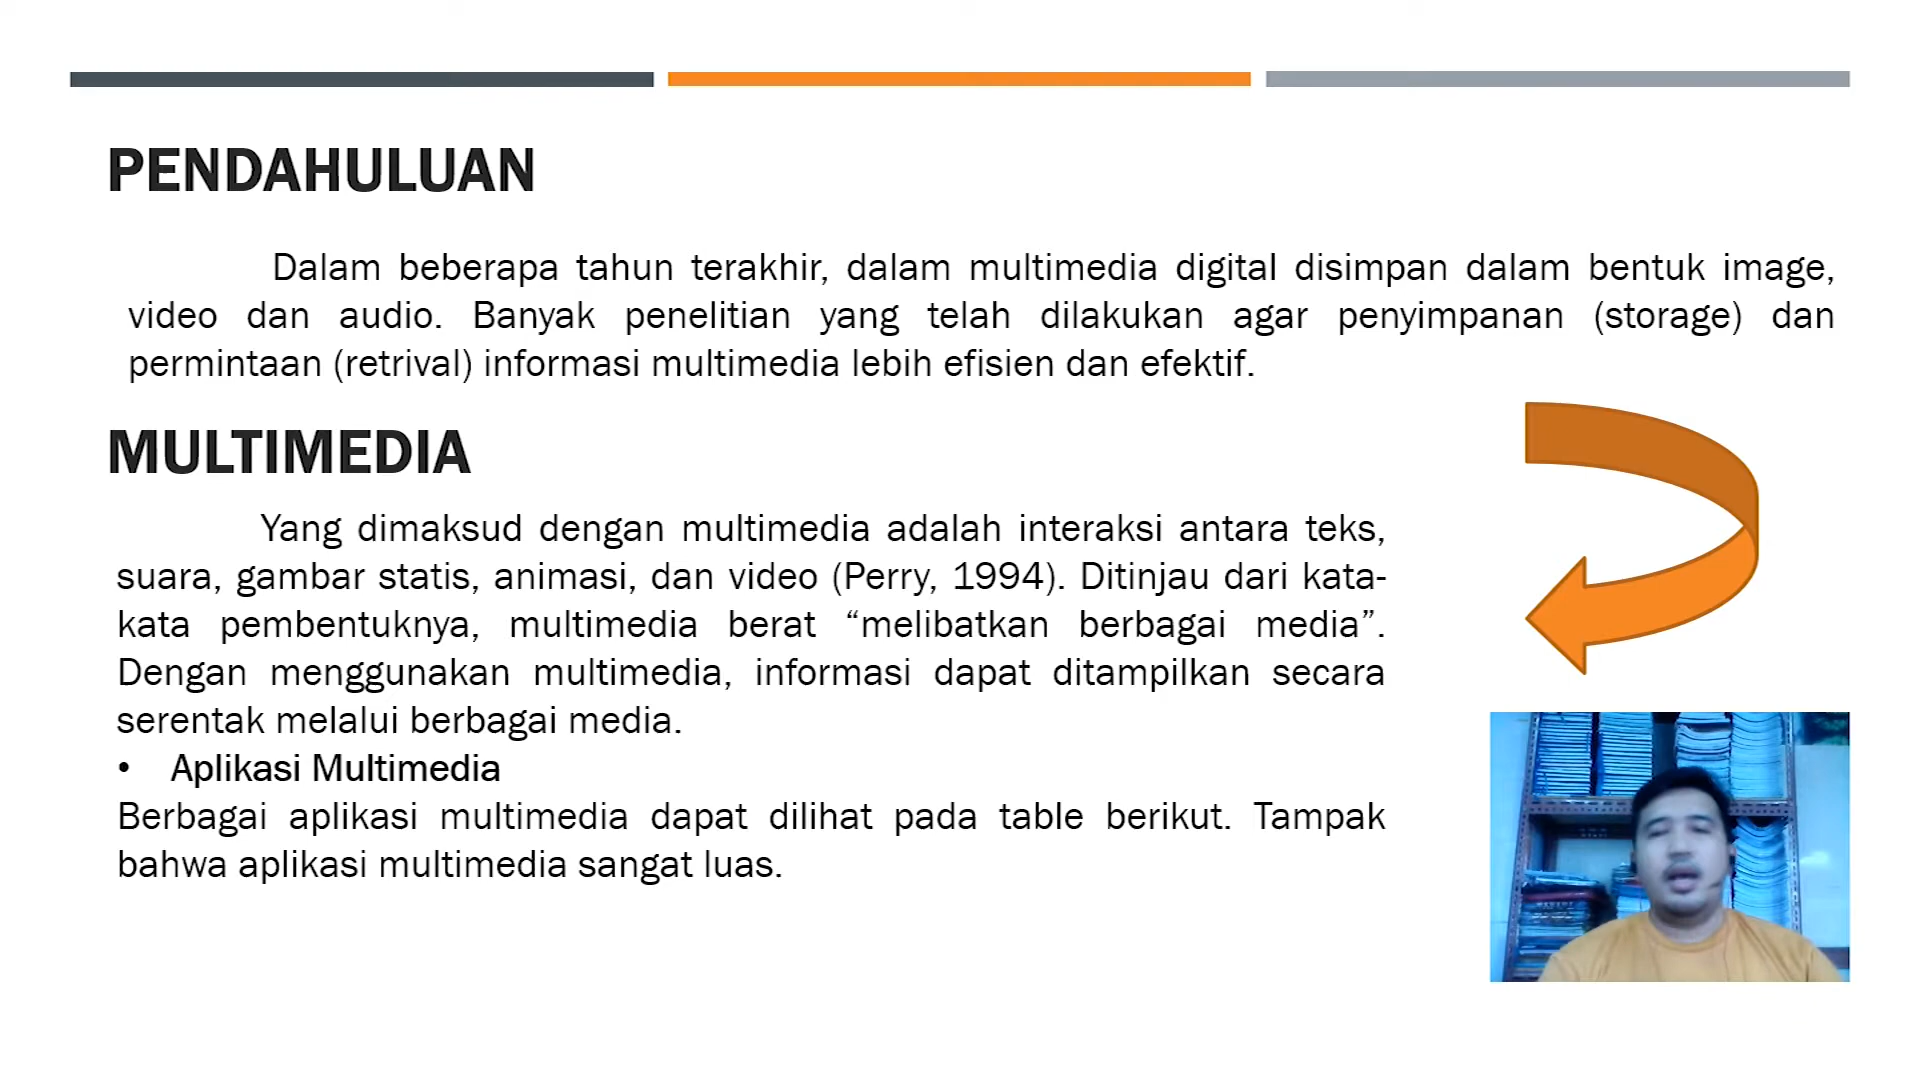 PENDAHULUAN
Dalam beberapa tahun terakhir, dalam multimedia digital disimpan dalam bentuk image,
video dan audio. Banyak penelitian yang telah dilakukan agar penyimpanan (storage) dan
permintaan (retrival) informasi multimedia lebih efisien dan efektif.
MULTIMEDIA
Yang dimaksud dengan multimedia adalah interaksi antara teks,
suara, gambar statis, animasi, dan video (Perry, 1994). Ditinjau dari kata-
kata pembentuknya, multimedia berat “melibatkan berbagai media”.
Dengan menggunakan multimedia, informasi dapat ditampilkan secara
serentak melalui berbagai media.
• Aplikasi Multimedia
Berbagai aplikasi multimedia dapat dilihat pada table berikut. Tampak
bahwa aplikasi multimedia sangat luas.